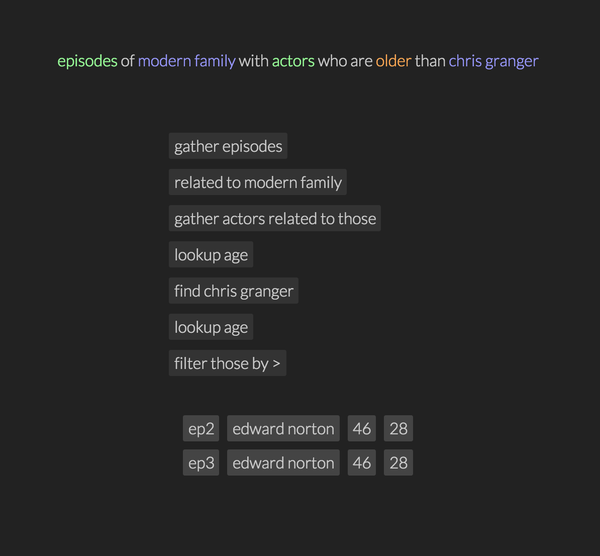 episodes of modern family with actors who are older than chris granger
gather episodes
related to modern family
gather actors related to those
lookup age
find chris granger
lookup age
filter those by >
ep2 edward norton 46 28
ep3 edward norton 46 28